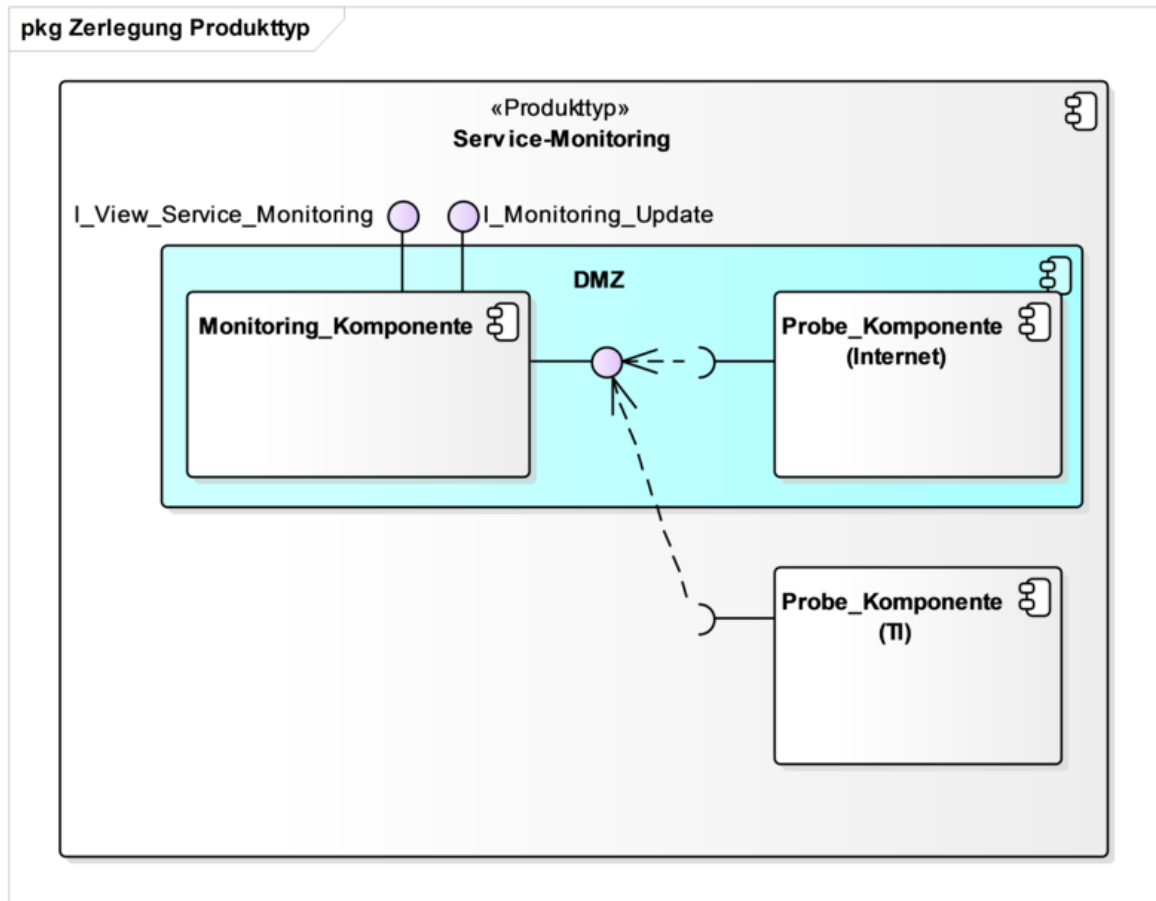 pkg Zerlegung Produkttyp
«Produkttyp»
Service-Monitoring
I_View_Service_Monitoring
I_Monitoring_Update
DMZ
Monitoring_Komponente
Probe_Komponente
(Internet)
Probe_Komponente
(TI)